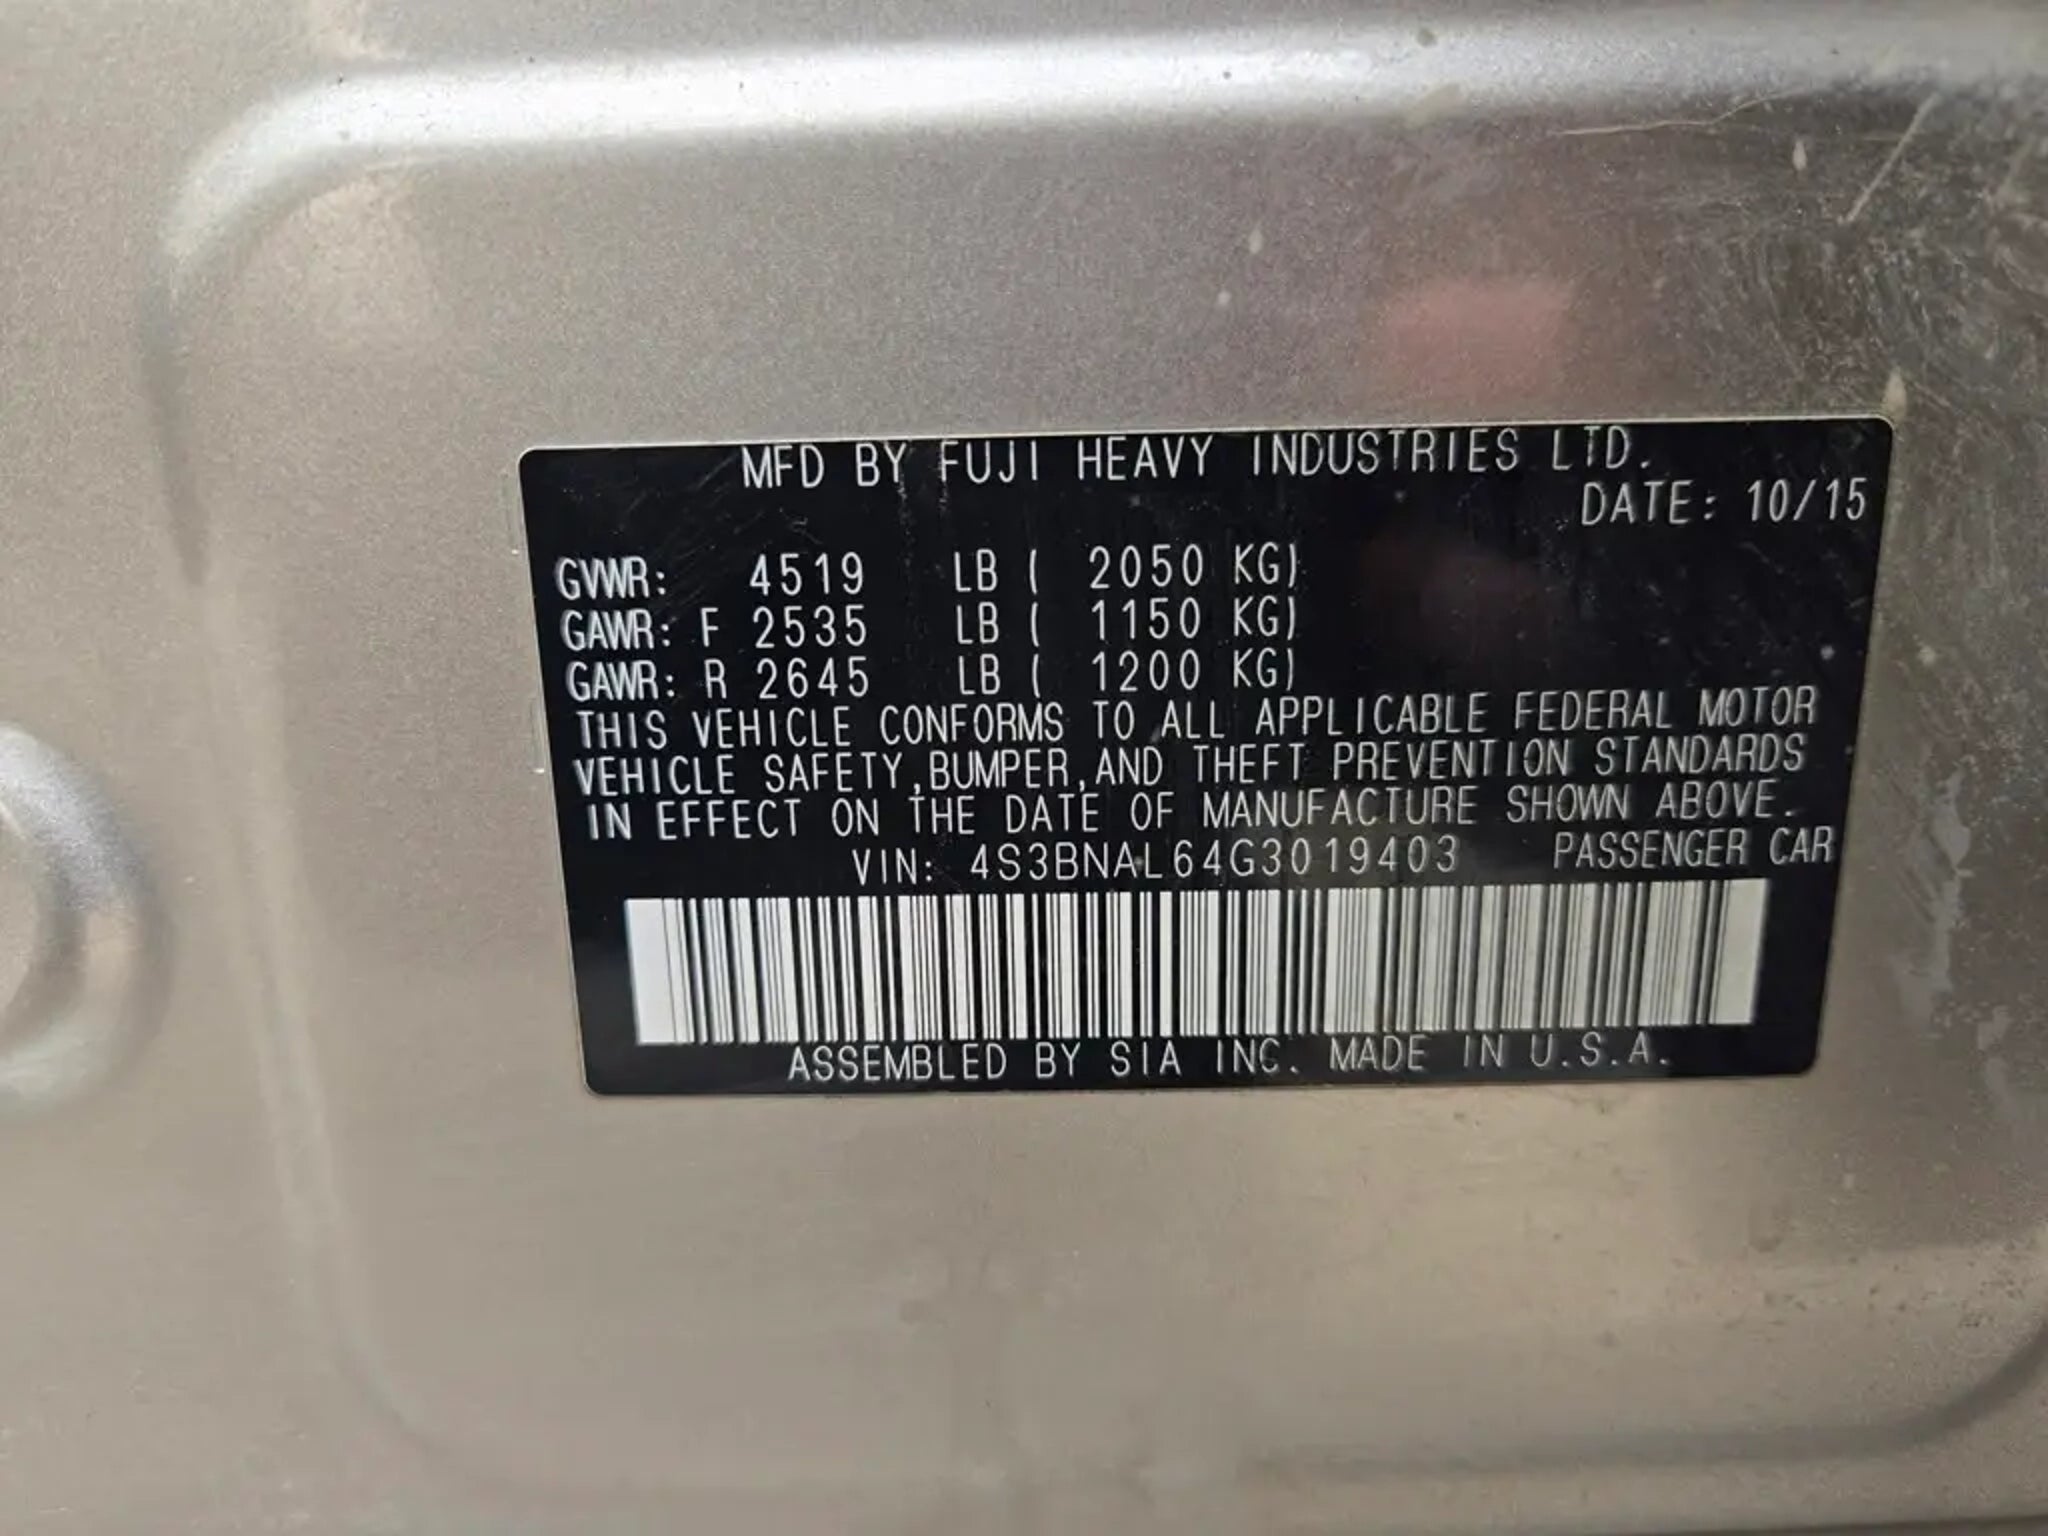 MFD BY FUJI HEAVY INDUSTRIES LTD.
DATE: 10/15
GVWR: 4519 LB ( 2050 KG)
GAWR: F 2535 LB ( 1150 KG)
GAWR: R 2645 LB ( 1200 KG)
THIS VEHICLE CONFORMS TO ALL APPLICABLE FEDERAL MOTOR
VEHICLE SAFETY,BUMPER,AND THEFT PREVENTION STANDARDS
IN EFFECT ON THE DATE OF MANUFACTURE SHOWN ABOVE.
VIN: 4S3BNAL64G3019403 PASSENGER CAR
ASSEMBLED BY SIA INC. MADE IN U.S.A.